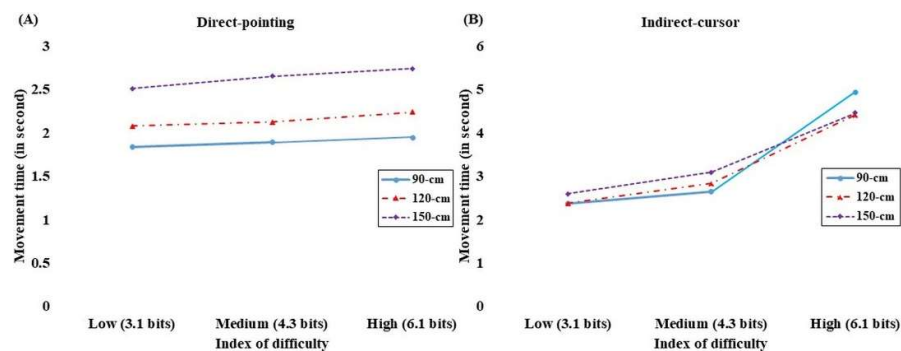 (A)
Direct-pointing
3
2.5
2
1.5
1
0.5
0
Movement time (in second)
90-cm
120-cm
150-cm
Low (3.1 bits) Medium (4.3 bits) High (6.1 bits)
Index of difficulty
(B)
Indirect-cursor
6
5
4
3
2
1
0
Movement time (in second)
90-cm
120-cm
150-cm
Low (3.1 bits) Medium (4.3 bits) High (6.1 bits)
Index of difficulty